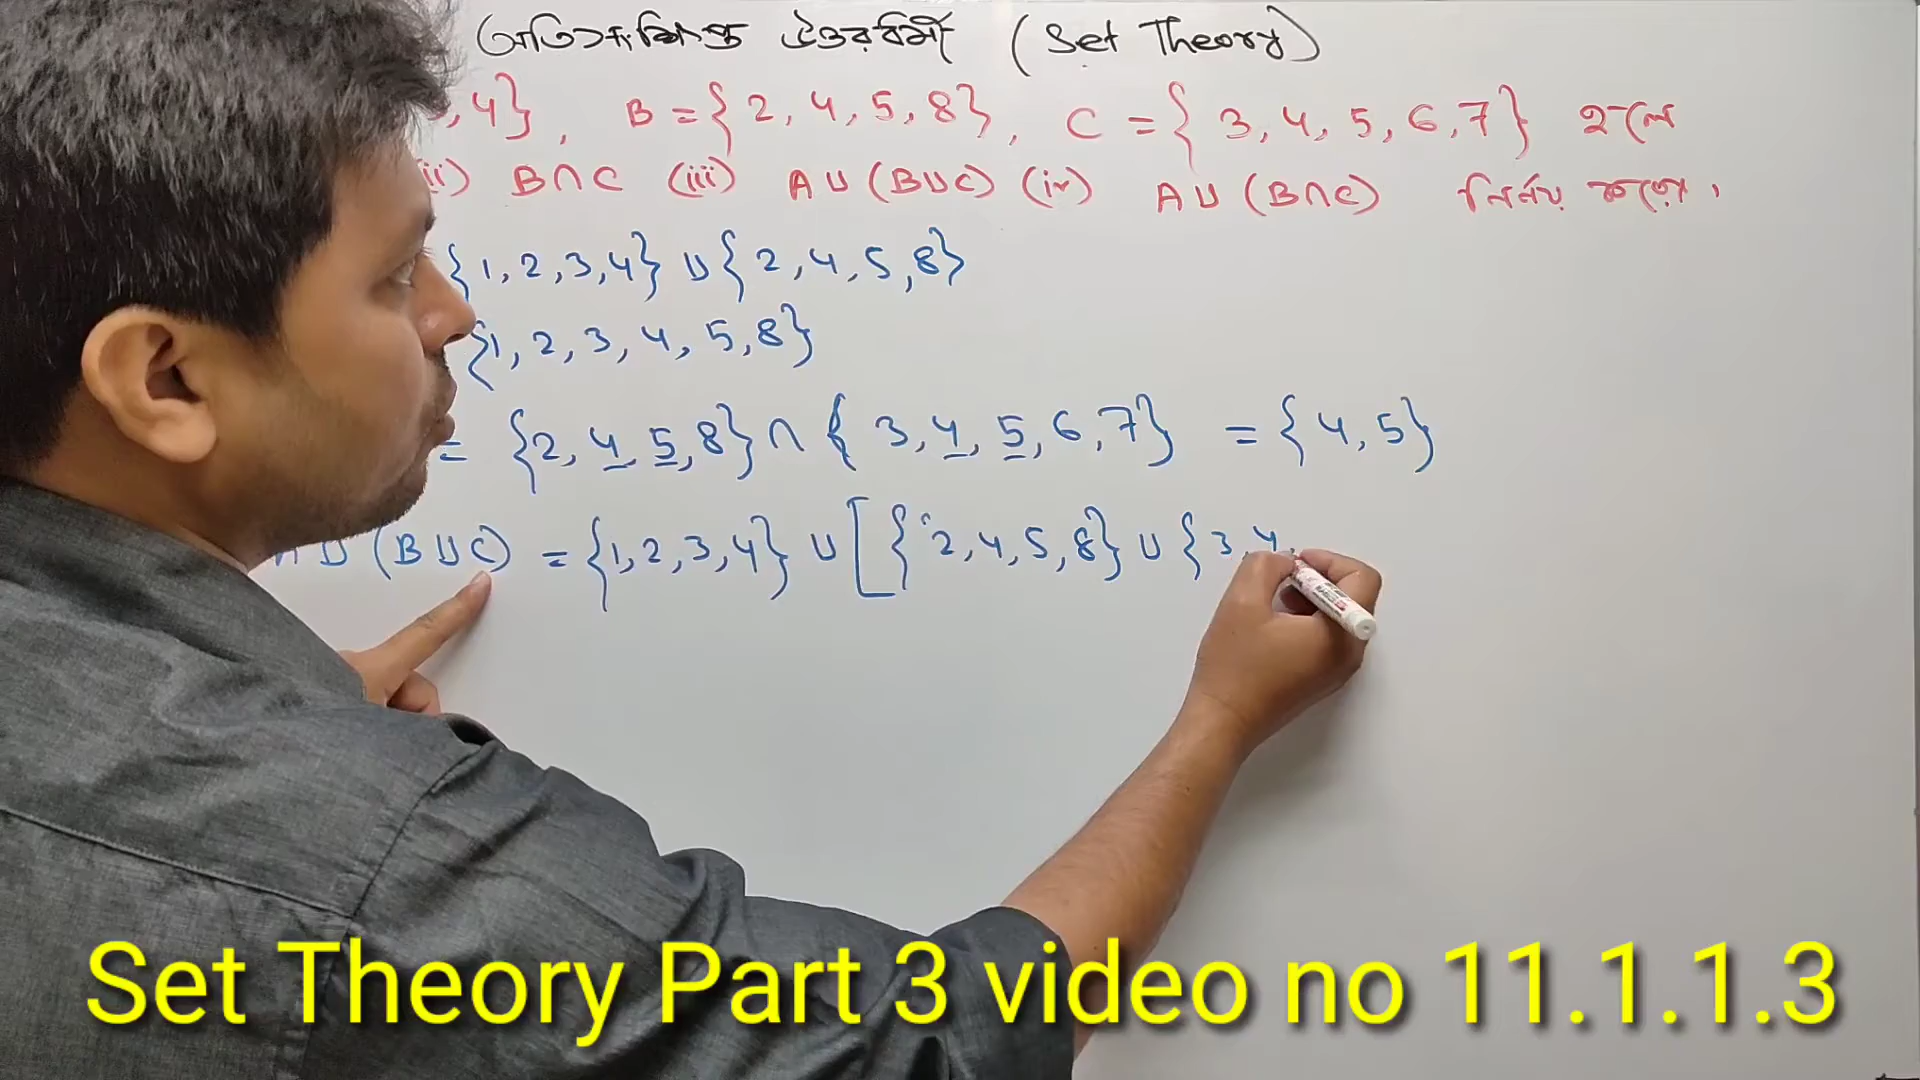 অতিসংক্ষিপ্ত উত্তরধর্মী (Set Theory)
, 4}, B = {2, 4, 5, 8}, C = {3, 4, 5, 6, 7} হলে
(ii) B∩C (iii) A∪(B∪C) (iv) A∪(B∩C) নির্ণয় করো।
{1, 2, 3, 4} ∪ {2, 4, 5, 8}
{1, 2, 3, 4, 5, 8}
= {2, 4, 5, 8} ∩ {3, 4, 5, 6, 7} = {4, 5}
A∪(B∪C) = {1, 2, 3, 4} ∪ [{2, 4, 5, 8} ∪ {3, 4,
Set Theory Part 3 video no 11.1.1.3